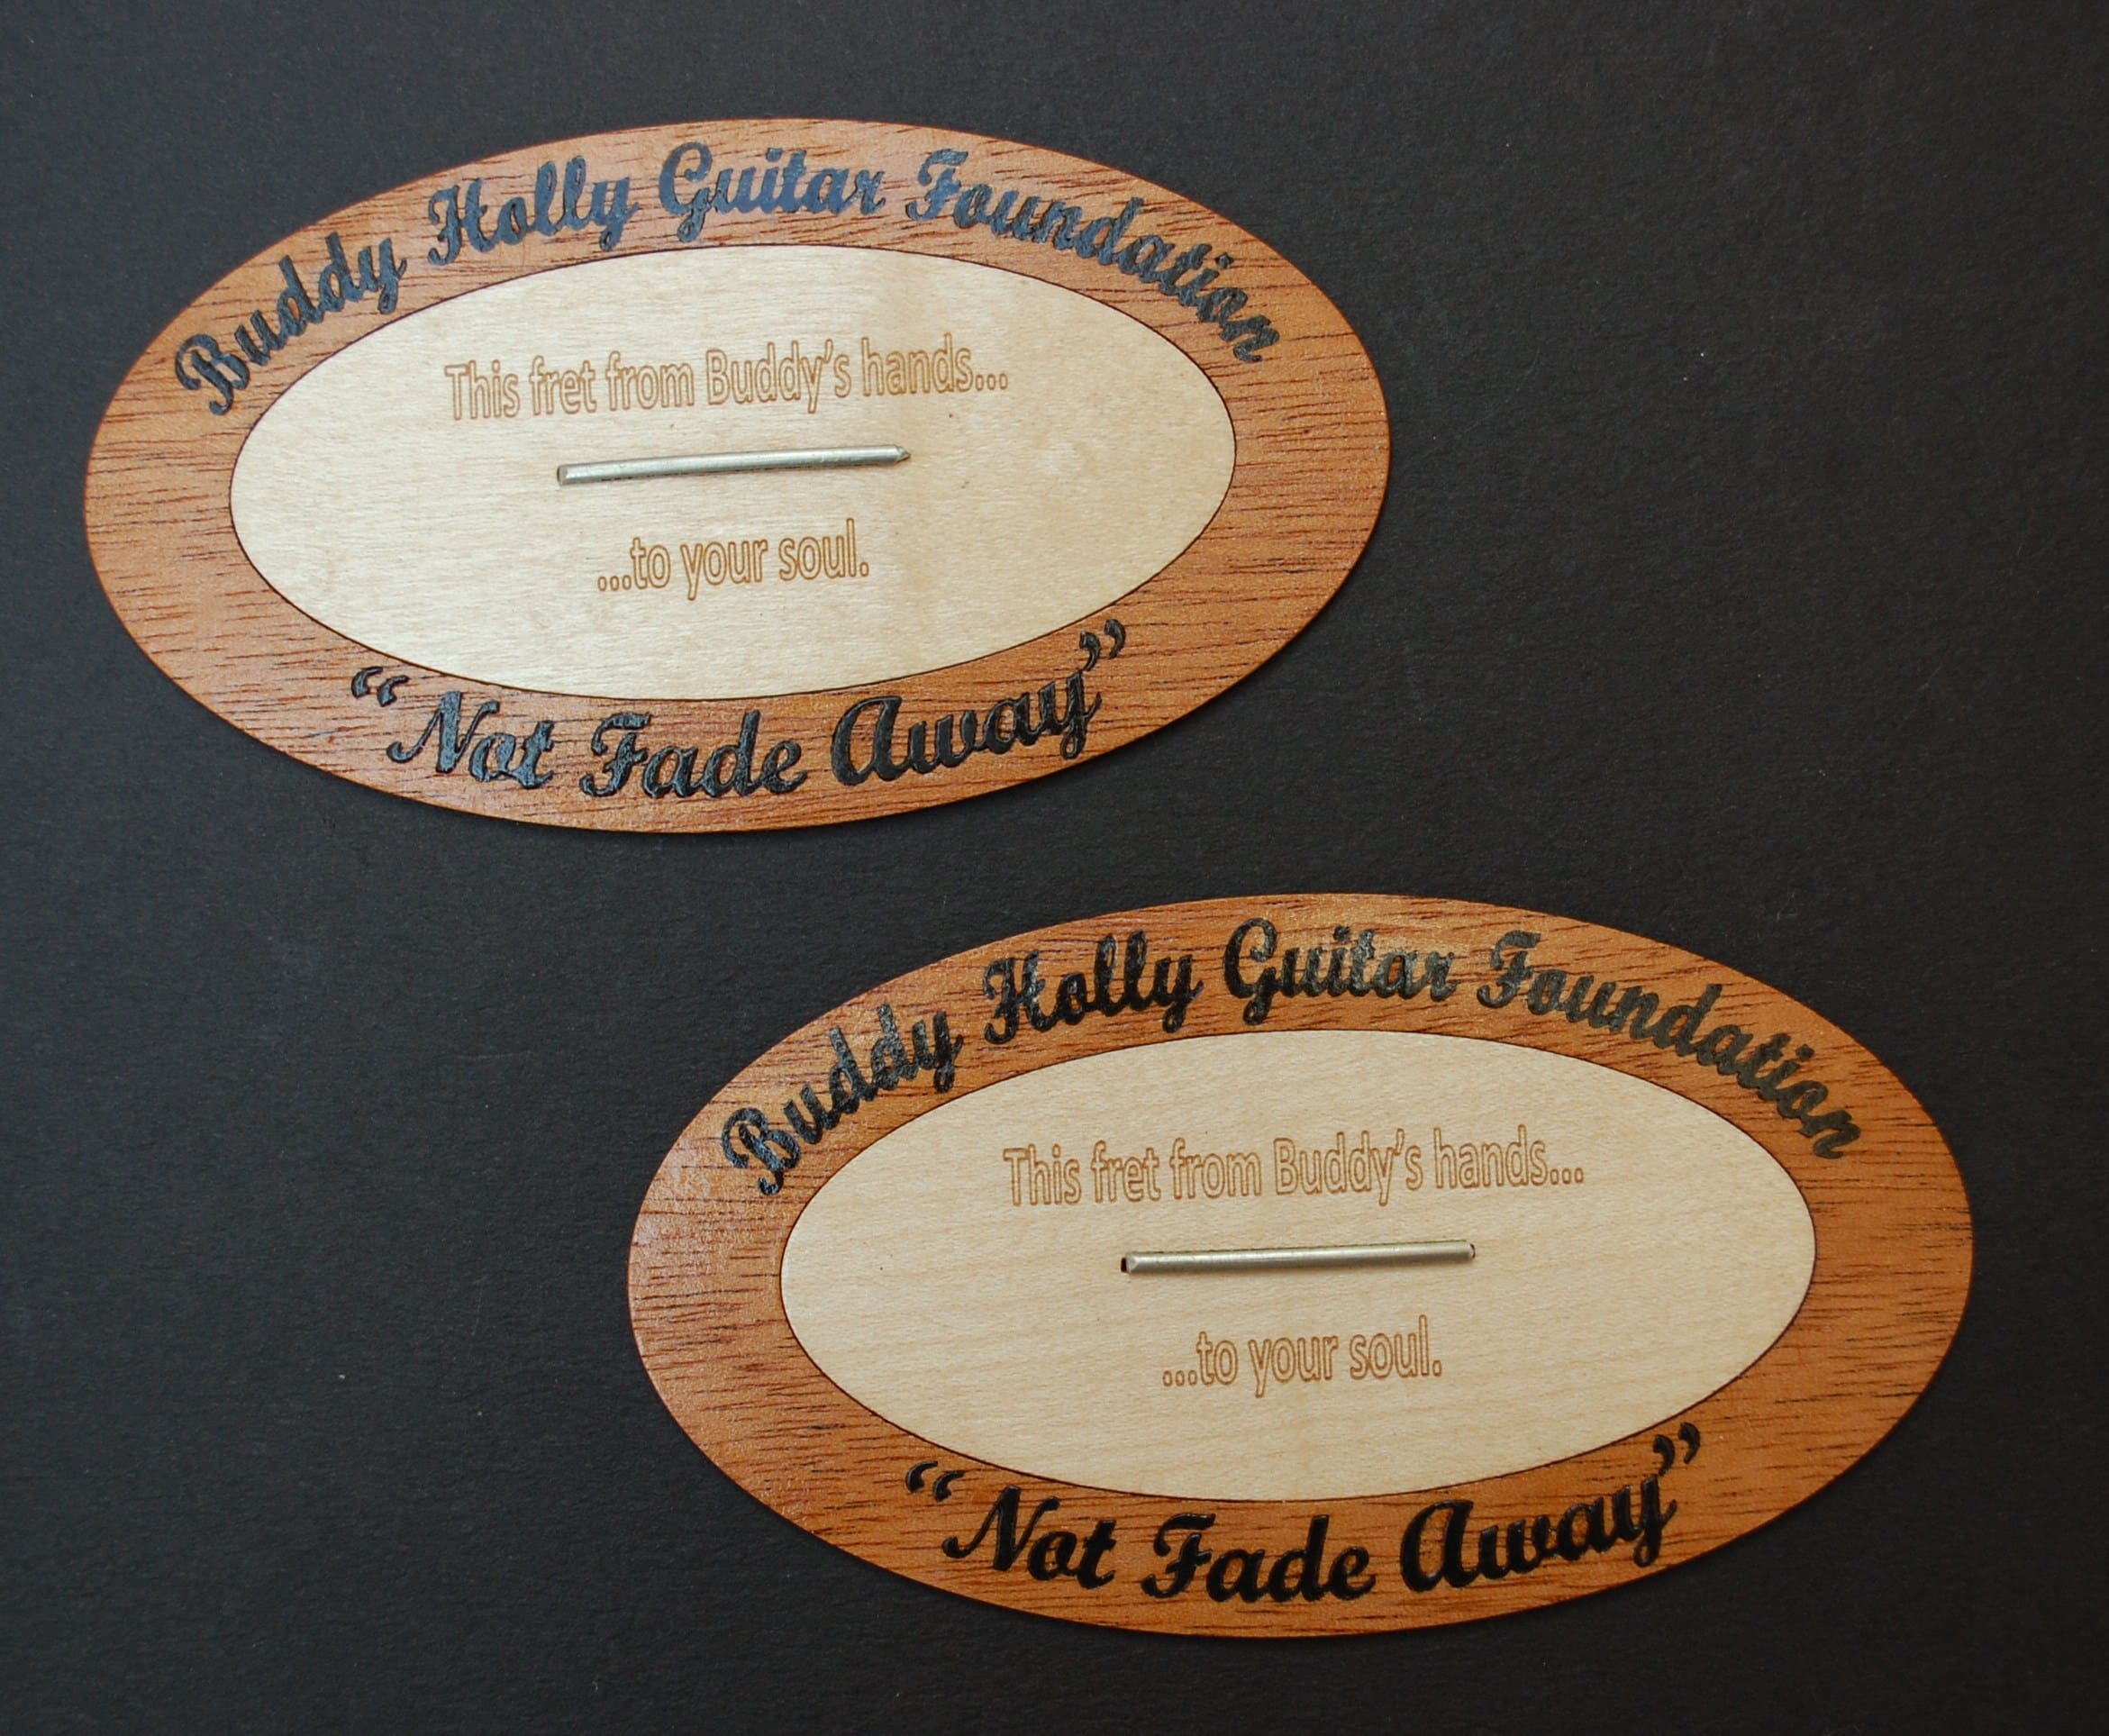 Buddy Holly Guitar Foundation
This fret from Buddy's hands...
...to your soul.
“Not Fade Away”
Buddy Holly Guitar Foundation
This fret from Buddy's hands...
...to your soul.
“Not Fade Away”